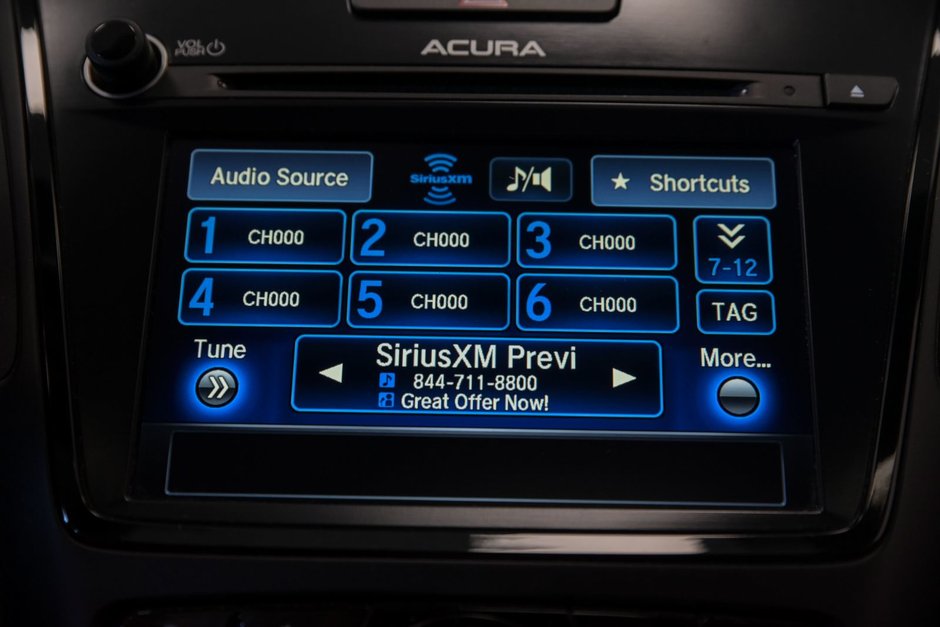 VOL
PUSH
ACURA
Audio Source
SiriusXM
Shortcuts
1 CH000
2 CH000
3 CH000
7-12
4 CH000
5 CH000
6 CH000
TAG
Tune
SiriusXM Previ
844-711-8800
Great Offer Now!
More...